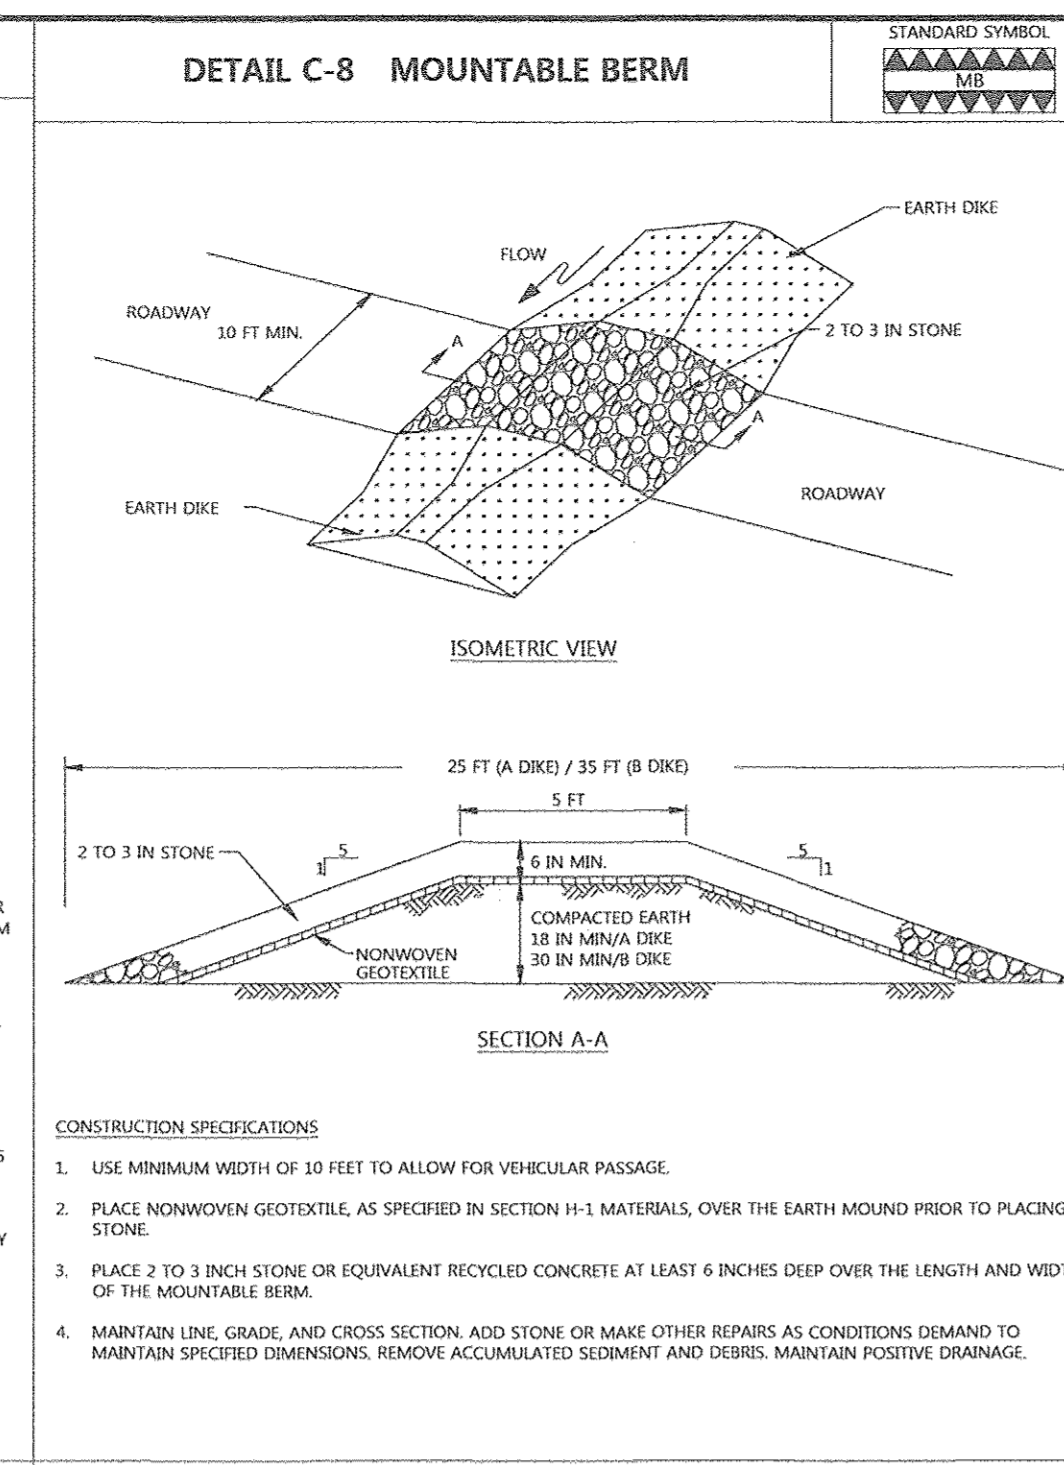 DETAIL C-8 MOUNTABLE BERM
STANDARD SYMBOL
MB
EARTH DIKE
FLOW
ROADWAY
10 FT MIN.
2 TO 3 IN STONE
A
A
ROADWAY
EARTH DIKE
ISOMETRIC VIEW
25 FT (A DIKE) / 35 FT (B DIKE)
5 FT
2 TO 3 IN STONE
5
1
6 IN MIN.
5
1
COMPACTED EARTH
18 IN MIN/A DIKE
30 IN MIN/B DIKE
NONWOVEN
GEOTEXTILE
SECTION A-A
R
M
S
Y
CONSTRUCTION SPECIFICATIONS
1. USE MINIMUM WIDTH OF 10 FEET TO ALLOW FOR VEHICULAR PASSAGE.
2. PLACE NONWOVEN GEOTEXTILE, AS SPECIFIED IN SECTION H-1 MATERIALS, OVER THE EARTH MOUND PRIOR TO PLACING
STONE.
3. PLACE 2 TO 3 INCH STONE OR EQUIVALENT RECYCLED CONCRETE AT LEAST 6 INCHES DEEP OVER THE LENGTH AND WIDT
OF THE MOUNTABLE BERM.
4. MAINTAIN LINE, GRADE, AND CROSS SECTION. ADD STONE OR MAKE OTHER REPAIRS AS CONDITIONS DEMAND TO
MAINTAIN SPECIFIED DIMENSIONS. REMOVE ACCUMULATED SEDIMENT AND DEBRIS. MAINTAIN POSITIVE DRAINAGE.